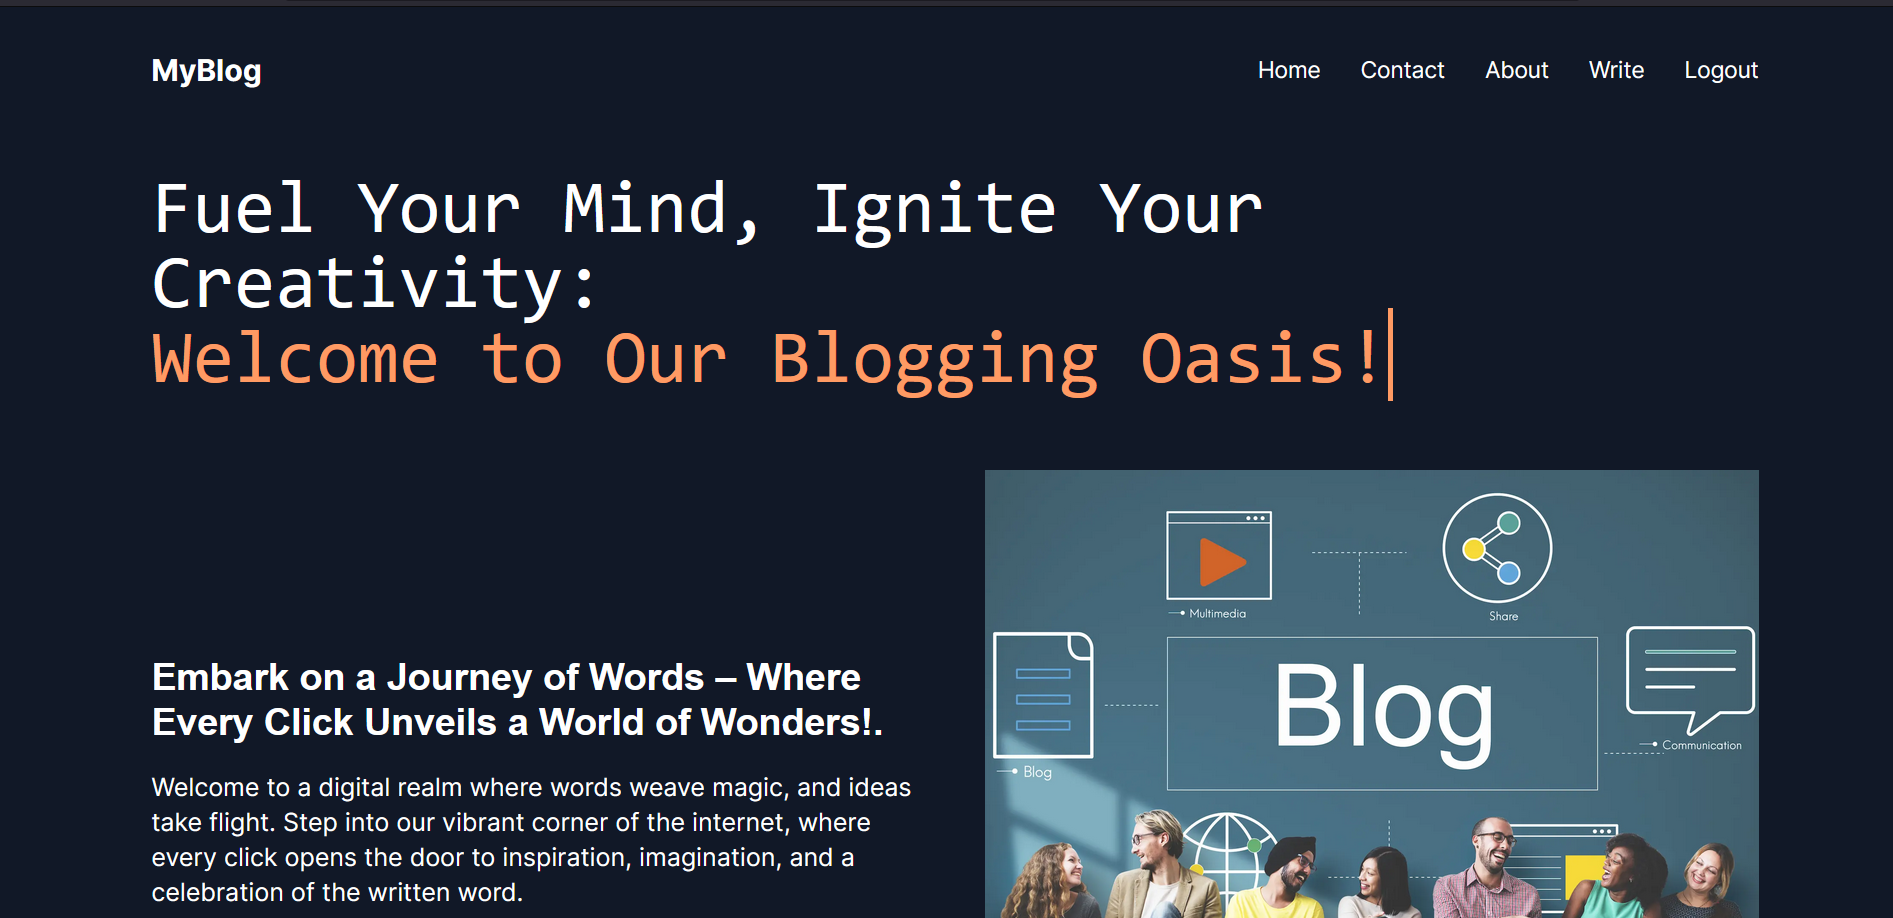 MyBlog
Home Contact About Write Logout
Fuel Your Mind, Ignite Your
Creativity:
Welcome to Our Blogging Oasis!
Embark on a Journey of Words – Where
Every Click Unveils a World of Wonders!.
Welcome to a digital realm where words weave magic, and ideas
take flight. Step into our vibrant corner of the internet, where
every click opens the door to inspiration, imagination, and a
celebration of the written word.
Multimedia
Share
Blog
Communication
Blog